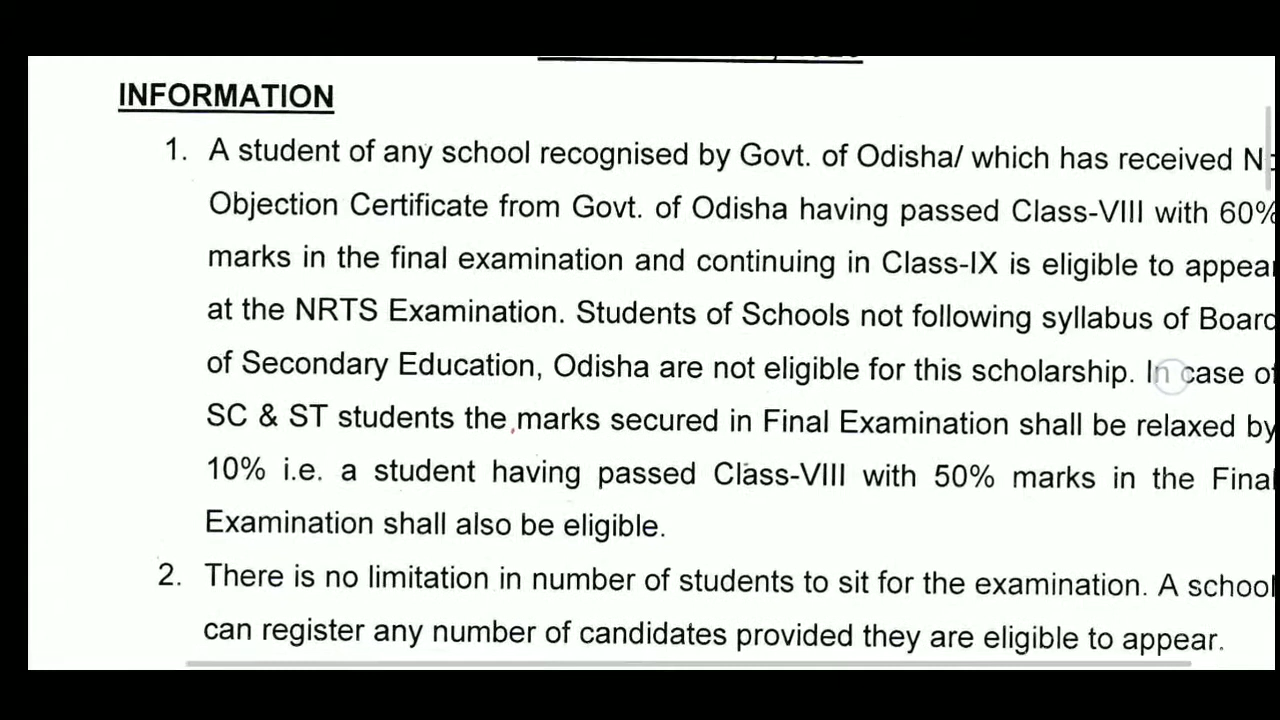 INFORMATION
1. A student of any school recognised by Govt. of Odisha/ which has received
Objection Certificate from Govt. of Odisha having passed Class-VIII with 60%
marks in the final examination and continuing in Class-IX is eligible to appear
at the NRTS Examination. Students of Schools not following syllabus of Board
of Secondary Education, Odisha are not eligible for this scholarship. In case of
SC & ST students the marks secured in Final Examination shall be relaxed by
10% i.e. a student having passed Class-VIII with 50% marks in the Final
Examination shall also be eligible.
2. There is no limitation in number of students to sit for the examination. A school
can register any number of candidates provided they are eligible to appear.